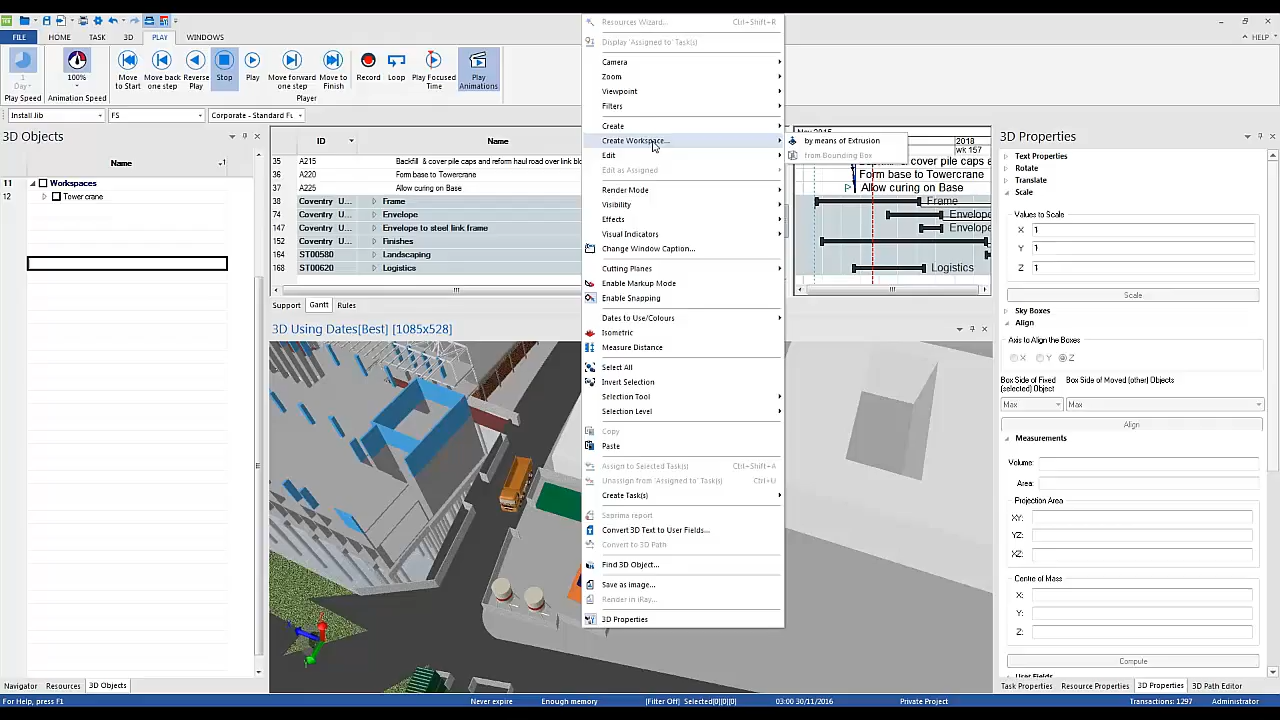 FILE HOME TASK 3D PLAY WINDOWS HELP
1
Day
100%
Move to Start
Move back one step
Reverse Play
Stop
Play
Move forward one step
Move to Finish
Record
Loop
Play Focused Time
Play Animations
Play Speed Animation Speed Player
Install Jib FS Corporate - Standard
3D Objects
Name
11 Workspaces
12 Tower crane
ID Name
35 A215 Backfill & cover pile caps and reform haul road over link
36 A220 Form base to Towercrane
37 A225 Allow curing on Base
38 Coventry U... Frame
74 Coventry U... Envelope
147 Coventry U... Envelope to steel link frame
152 Coventry U... Finishes
164 ST00580 Landscaping
168 ST00620 Logistics
Support Gantt Rules
3D Using Dates[Best] [1085x528]
Resources Wizard... Ctrl-Shift-R
Display 'Assigned to' Task(s)
Camera
Zoom
Viewpoint
Filters
Create
Create Workspace...
Edit
Edit as Assigned
Render Mode
Visibility
Effects
Visual Indicators
Change Window Caption...
Cutting Planes
Enable Markup Mode
Enable Snapping
Dates to Use/Colours
Isometric
Measure Distance
Select All
Invert Selection
Selection Tool
Selection Level
Copy
Paste
Assign to Selected Task(s) Ctrl-Shift-A
Unassign from 'Assigned to' Task(s) Ctrl+U
Create Task(s)
Saprima report
Convert 3D Text to User Fields...
Convert to 3D Path
Find 3D Object...
Save as image...
Render in iRay...
3D Properties
by means of Extrusion
from Bounding Box
2018
wk 157
& cover pile caps
Form base to Towercrane
Allow curing on Base
Frame
Envelope
Envelope
Logistics
3D Properties
Text Properties
Rotate
Translate
Scale
Values to Scale
X 1
Y 1
Z 1
Scale
Sky Boxes
Align
Axis to Align the Boxes
X Y Z
Box Side of Fixed (selected) Object
Box Side of Moved (other) Objects
Max Max
Align
Measurements
Volume:
Area:
Projection Area
XY:
YZ:
XZ:
Centre of Mass
X:
Y:
Z:
Compute
User Fields
Navigator Resources 3D Objects
Task Properties Resource Properties 3D Properties 3D Path Editor
For Help, press F1 Never expire Enough memory [Filter Off] Selected[0][0][0] 03:00 30/11/2016 Private Project Transactions: 1297 Administrator